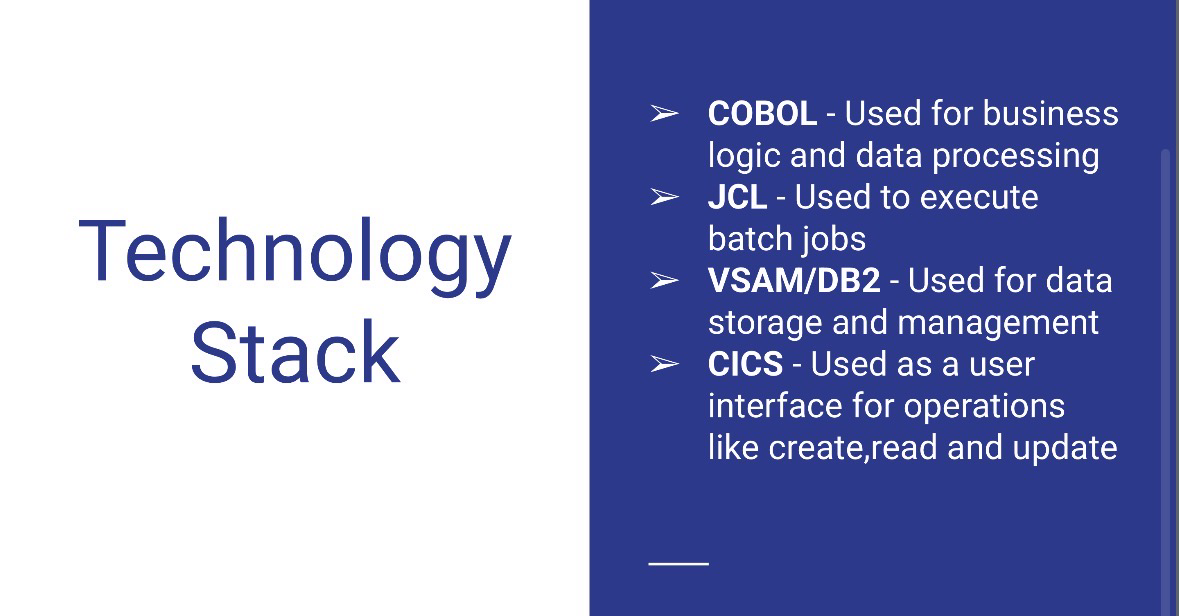 Technology
Stack
➢ COBOL - Used for business
logic and data processing
➢ JCL - Used to execute
batch jobs
➢ VSAM/DB2 - Used for data
storage and management
➢ CICS - Used as a user
interface for operations
like create,read and update